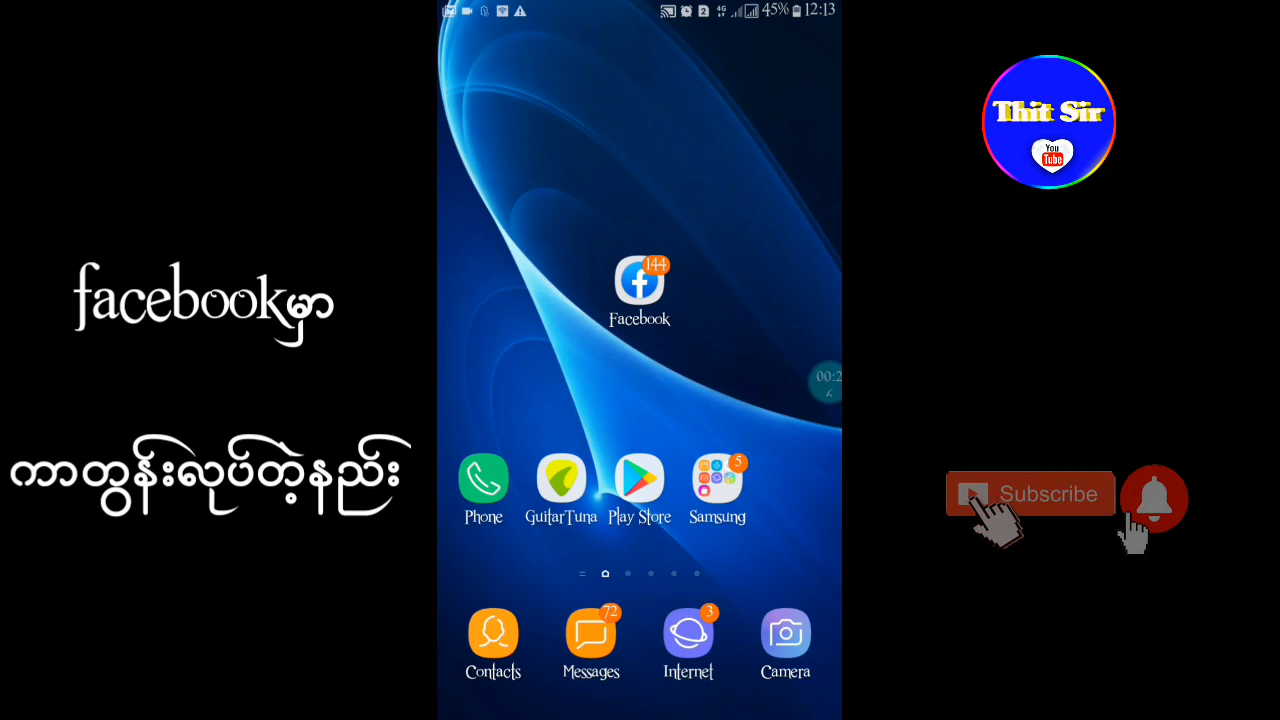 4G 45% 12:13
Thit Sir
You
Tube
144
Facebook
facebookမှာ
ကာတွန်းလုပ်တဲ့နည်း
5
Phone GuitarTuna Play Store Samsung
Subscribe
72 3
Contacts Messages Internet Camera